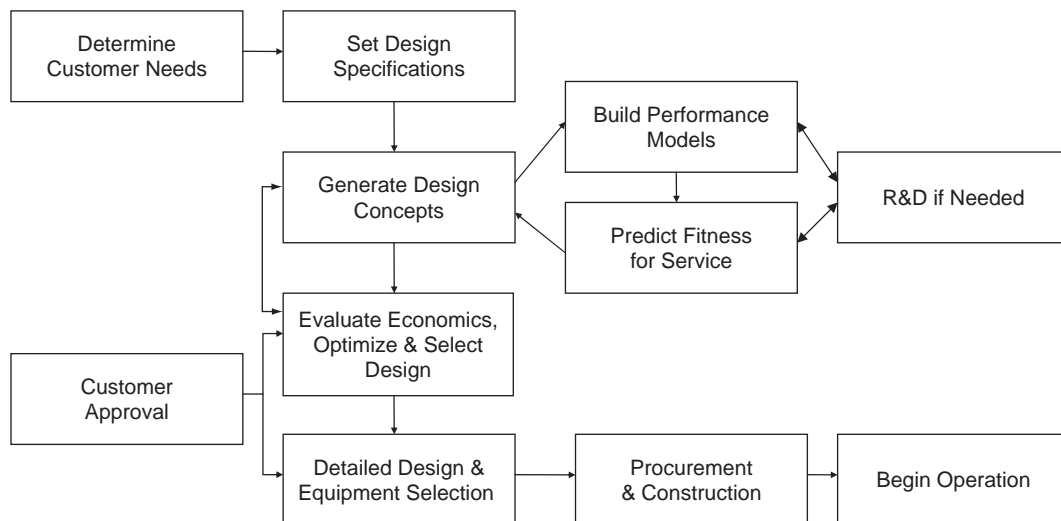 Determine
Customer Needs
Set Design
Specifications
Build Performance
Models
Generate Design
Concepts
R&D if Needed
Predict Fitness
for Service
Evaluate Economics,
Optimize & Select
Design
Customer
Approval
Detailed Design &
Equipment Selection
Procurement
& Construction
Begin Operation